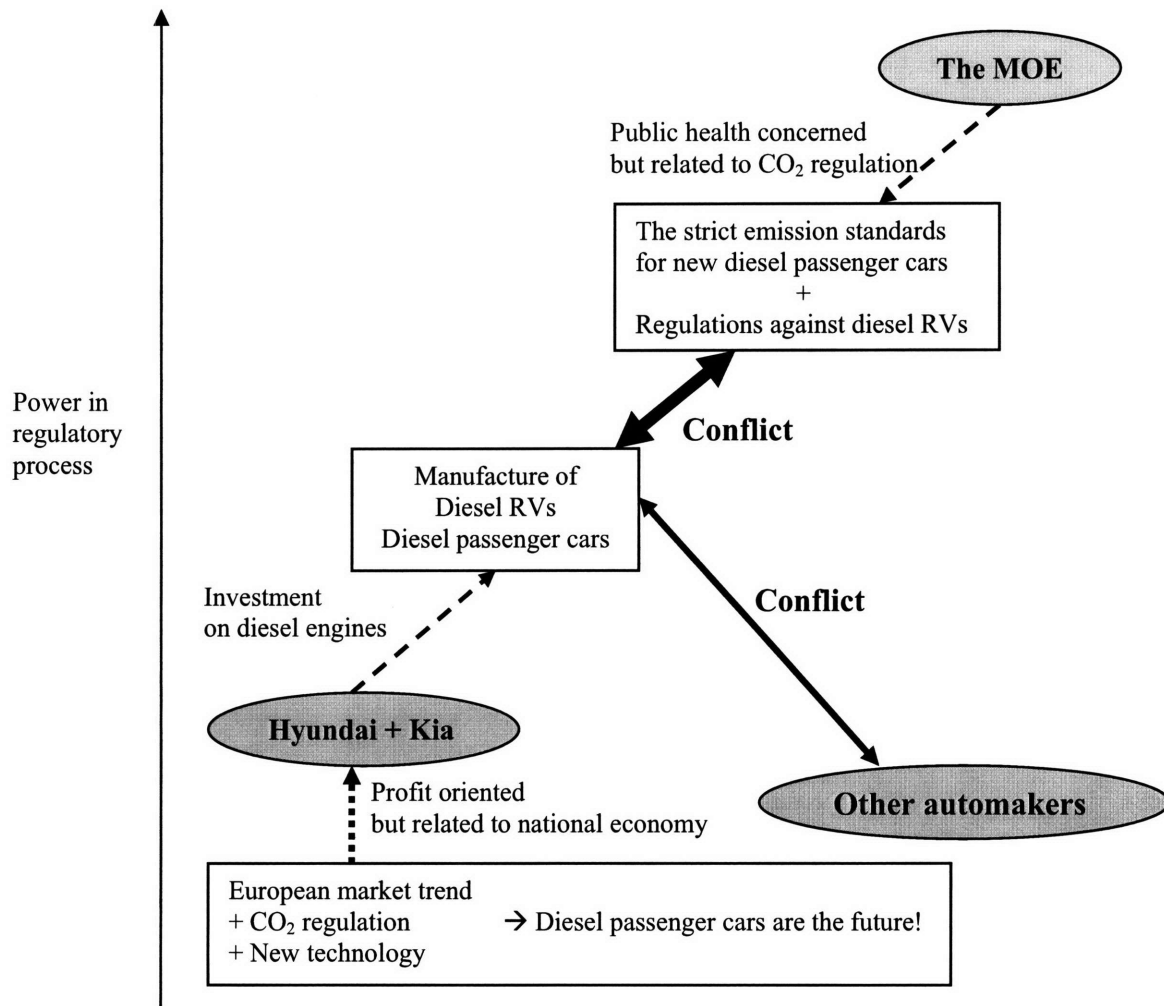 The MOE
Public health concerned
but related to CO₂ regulation
The strict emission standards
for new diesel passenger cars
+
Regulations against diesel RVs
Power in
regulatory
process
Conflict
Manufacture of
Diesel RVs
Diesel passenger cars
Conflict
Investment
on diesel engines
Hyundai + Kia
Other automakers
Profit oriented
but related to national economy
European market trend
+ CO₂ regulation → Diesel passenger cars are the future!
+ New technology